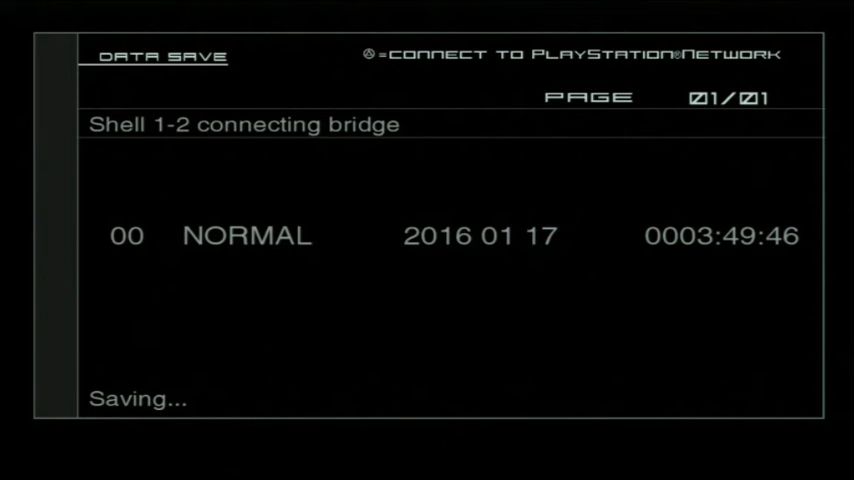 DATA SAVE
Ⓐ=CONNECT TO PLAYSTATION®NETWORK
PAGE 01/01
Shell 1-2 connecting bridge
00 NORMAL 2016 01 17 0003:49:46
Saving...